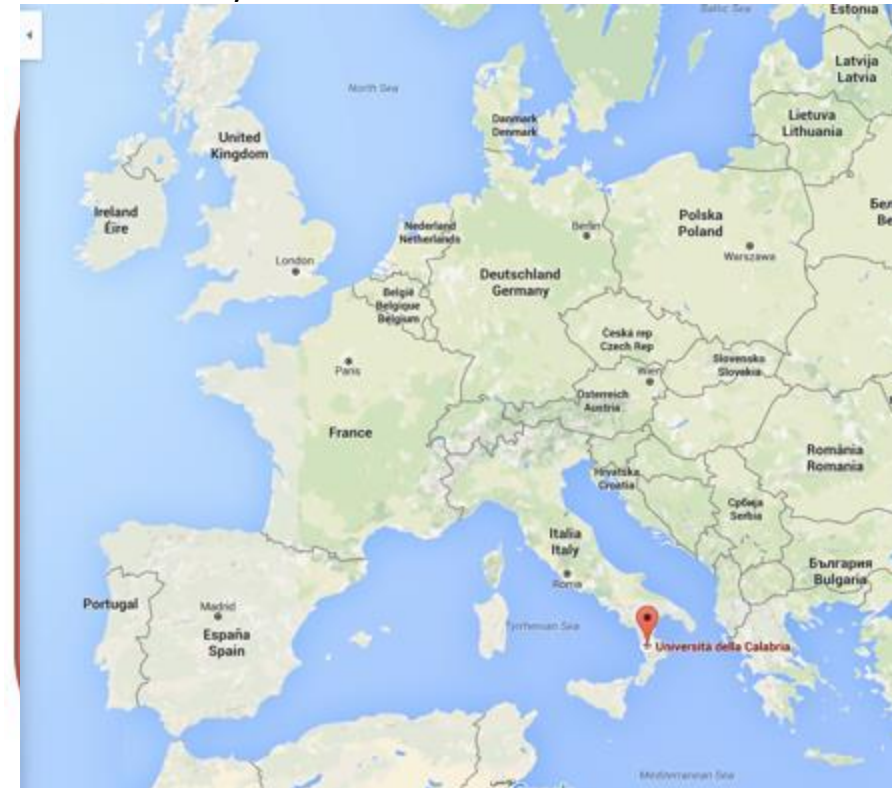 Baltic Sea
Estonia
Latvija
Latvia
North Sea
Danmark
Denmark
Lietuva
Lithuania
United
Kingdom
Ireland
Éire
Nederland
Netherlands
Berlin
Polska
Poland
Warszawa
London
Deutschland
Germany
België
Belgique
Belgium
Česká rep
Czech Rep
Paris
Slovensko
Slovakia
Wien
Österreich
Austria
France
România
Romania
Hrvatska
Croatia
Србија
Serbia
Italia
Italy
България
Bulgaria
Roma
Portugal
Madrid
España
Spain
Tyrrhenian Sea
Università della Calabria
تونس
Mediterranean Sea